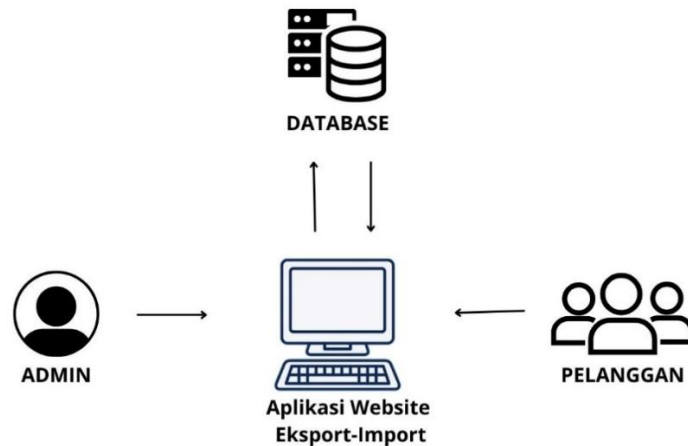 DATABASE
ADMIN
Aplikasi Website
Eksport-Import
PELANGGAN